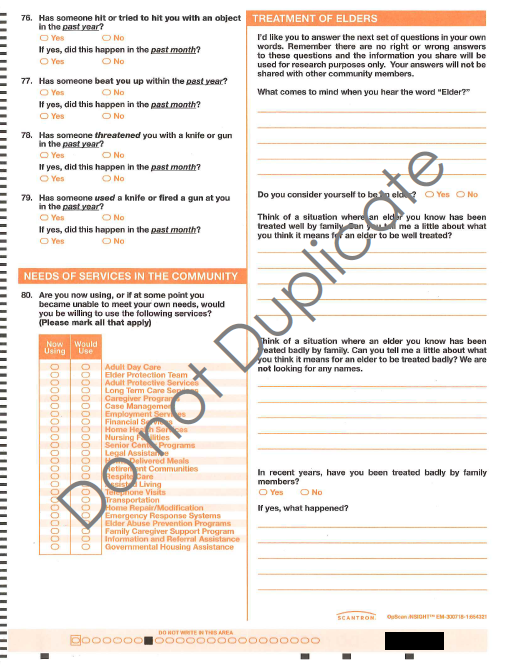 76. Has someone hit or tried to hit you with an object
in the past year?
Yes No
If yes, did this happen in the past month?
Yes No
77. Has someone beat you up within the past year?
Yes No
If yes, did this happen in the past month?
Yes No
78. Has someone threatened you with a knife or gun
in the past year?
Yes No
If yes, did this happen in the past month?
Yes No
79. Has someone used a knife or fired a gun at you
in the past year?
Yes No
If yes, did this happen in the past month?
Yes No
NEEDS OF SERVICES IN THE COMMUNITY
80. Are you now using, or if at some point you
became unable to meet your own needs, would
you be willing to use the following services?
(Please mark all that apply)
Now Using
Would Use
Adult Day Care
Elder Protection Team
Adult Protective Services
Long Term Care Services
Caregiver Programs
Case Management
Employment Services
Financial Services
Home Health Services
Nursing Facilities
Senior Center Programs
Legal Assistance
Home Delivered Meals
Retirement Communities
Respite Care
Assisted Living
Telephone Visits
Transportation
Home Repair/Modification
Emergency Response Systems
Elder Abuse Prevention Programs
Family Caregiver Support Program
Information and Referral Assistance
Governmental Housing Assistance
TREATMENT OF ELDERS
I'd like you to answer the next set of questions in your own
words. Remember there are no right or wrong answers
to these questions and the information you share will be
used for research purposes only. Your answers will not be
shared with other community members.
What comes to mind when you hear the word "Elder?"
Do you consider yourself to be an elder? Yes No
Think of a situation where an elder you know has been
treated well by family. Can you tell me a little about what
you think it means for an elder to be well treated?
Think of a situation where an elder you know has been
treated badly by family. Can you tell me a little about what
you think it means for an elder to be treated badly? We are
not looking for any names.
In recent years, have you been treated badly by family
members?
Yes No
If yes, what happened?
Do not Duplicate
SCANTRON. OpScan iNSIGHT™ EM-300718-1:654321
DO NOT WRITE IN THIS AREA